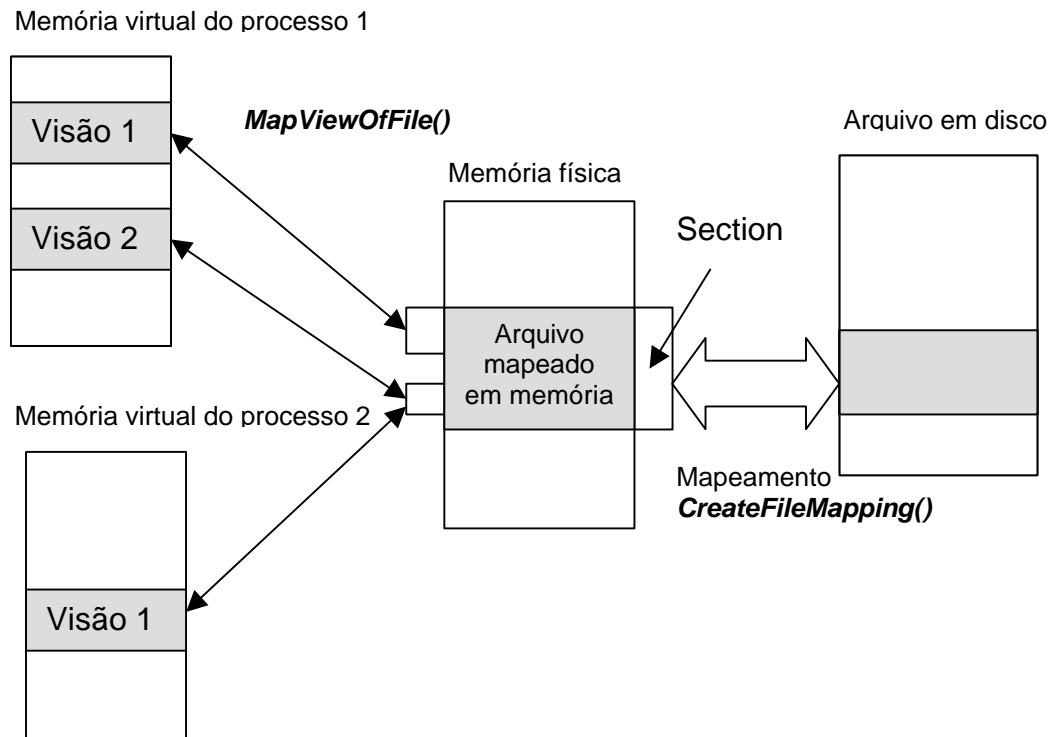 Memória virtual do processo 1
Visão 1
Visão 2
MapViewOfFile()
Memória física
Arquivo em disco
Section
Arquivo
mapeado
em memória
Mapeamento
CreateFileMapping()
Memória virtual do processo 2
Visão 1